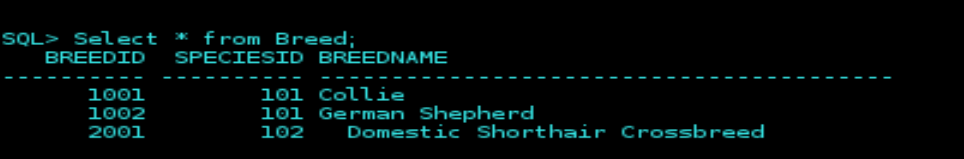 SQL> Select * from Breed;
   BREEDID  SPECIESID BREEDNAME
---------- ---------- ----------------------------------------
      1001        101 Collie
      1002        101 German Shepherd
      2001        102   Domestic Shorthair Crossbreed